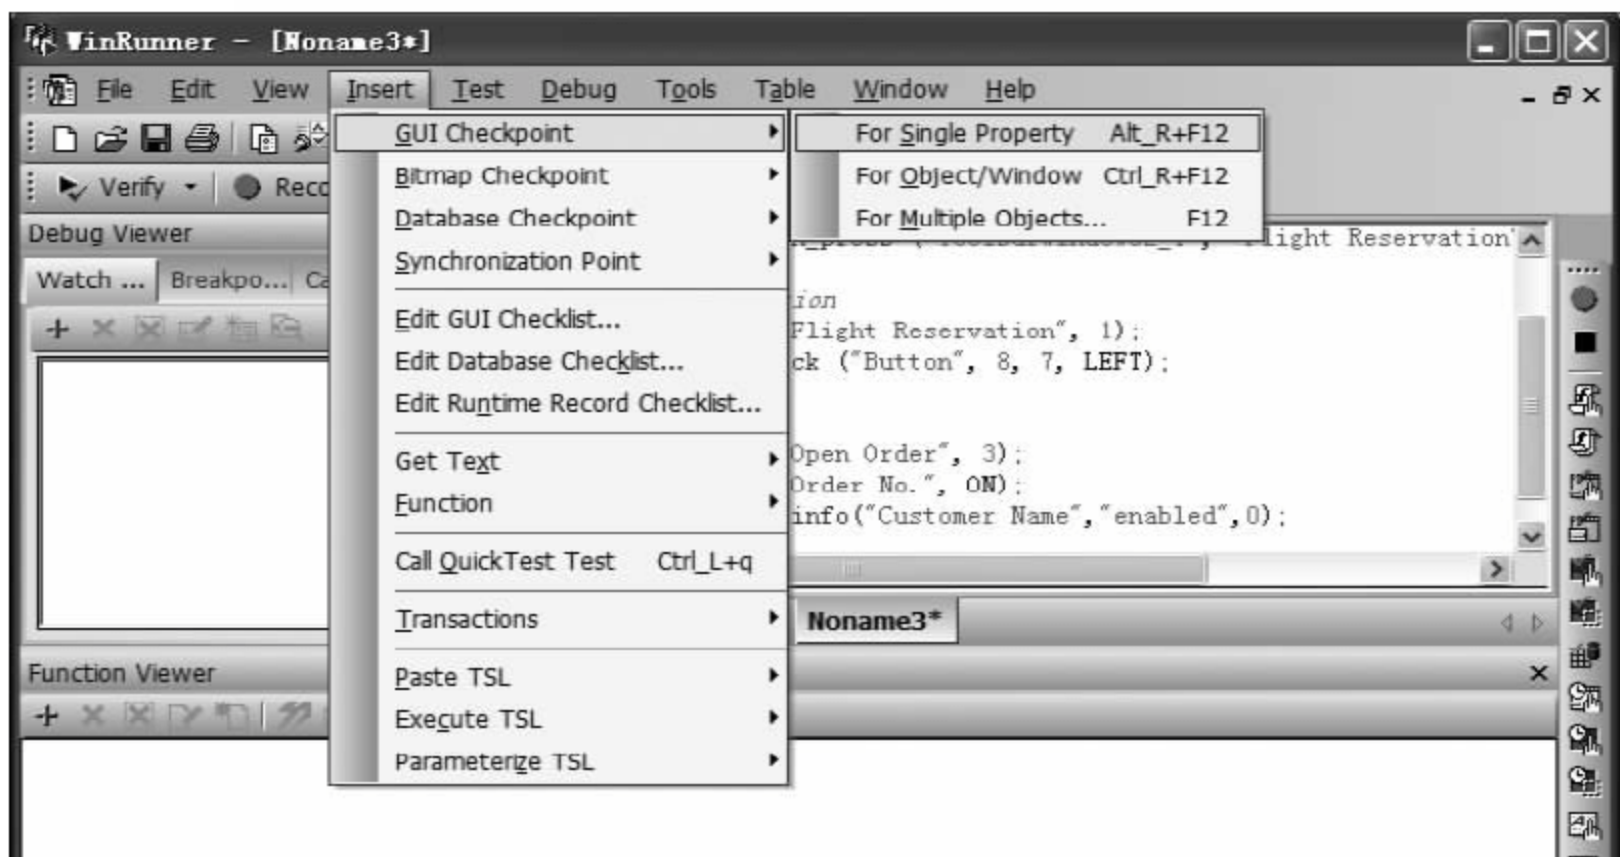 WinRunner - [Noname3*]
File Edit View Insert Test Debug Tools Table Window Help
GUI Checkpoint
For Single Property Alt_R+F12
Verify
Bitmap Checkpoint
For Object/Window Ctrl_R+F12
Debug Viewer
Database Checkpoint
For Multiple Objects... F12
light Reservation"
Watch ... Breakpo... Ca
Synchronization Point
ion
Edit GUI Checklist...
Flight Reservation", 1);
Edit Database Checklist...
ck ("Button", 8, 7, LEFT);
Edit Runtime Record Checklist...
Get Text
Open Order", 3);
Order No.", ON);
Function
info("Customer Name","enabled",0);
Call QuickTest Test Ctrl_L+q
Transactions
Noname3*
Function Viewer
Paste TSL
Execute TSL
Parameterize TSL